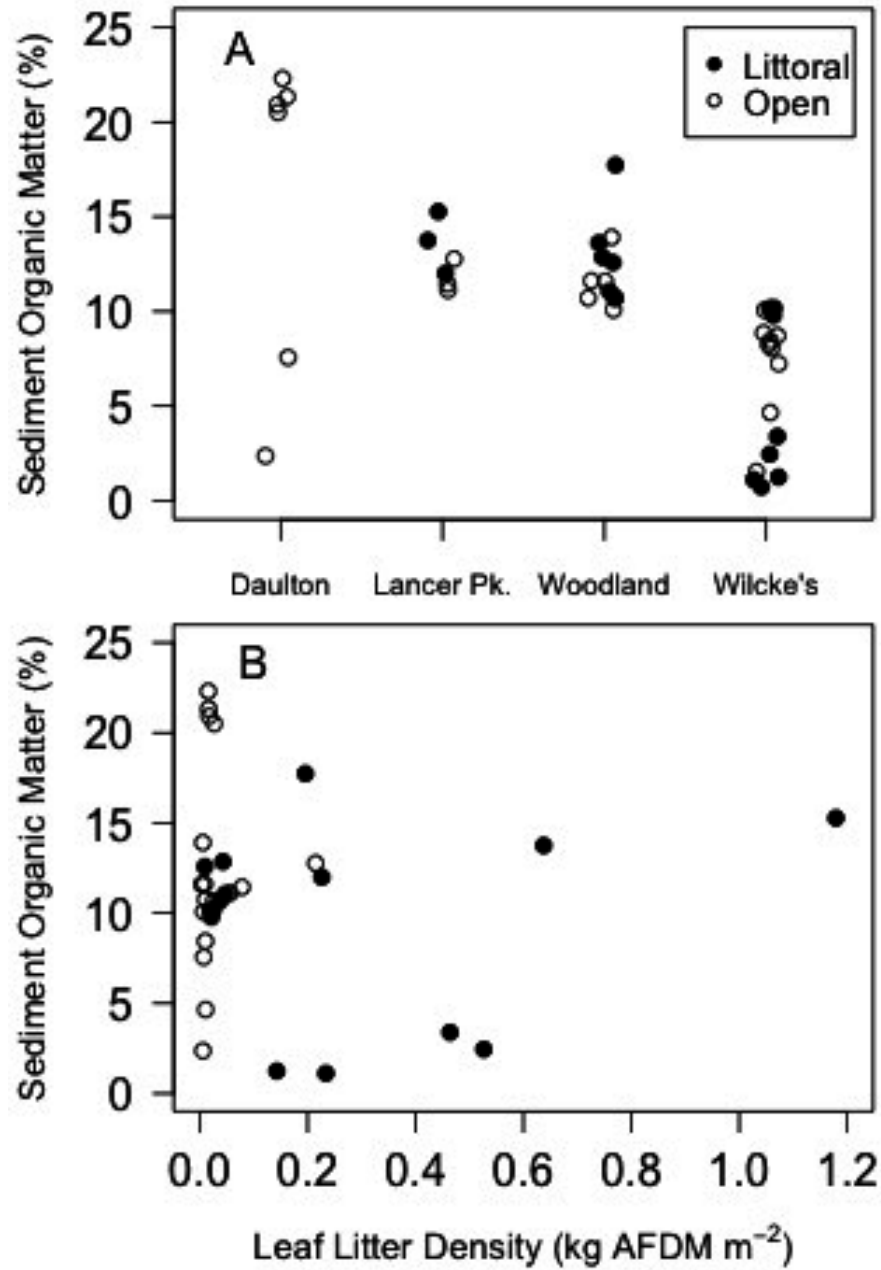 A
Littoral
Open
25
20
15
10
5
0
Sediment Organic Matter (%)
Daulton Lancer Pk. Woodland Wilcke's
B
25
20
15
10
5
0
Sediment Organic Matter (%)
0.0 0.2 0.4 0.6 0.8 1.0 1.2
Leaf Litter Density (kg AFDM m⁻²)